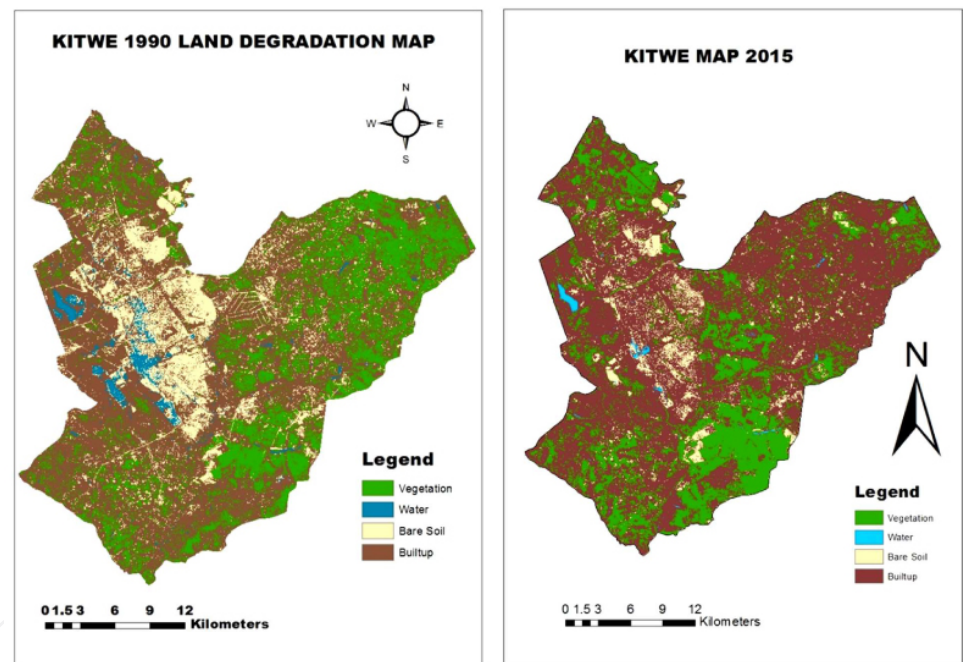 KITWE 1990 LAND DEGRADATION MAP
N
W E
S
Legend
Vegetation
Water
Bare Soil
Builtup
0 1.5 3 6 9 12
Kilometers
KITWE MAP 2015
N
Legend
Vegetation
Water
Bare Soil
Builtup
0 1.5 3 6 9 12
Kilometers